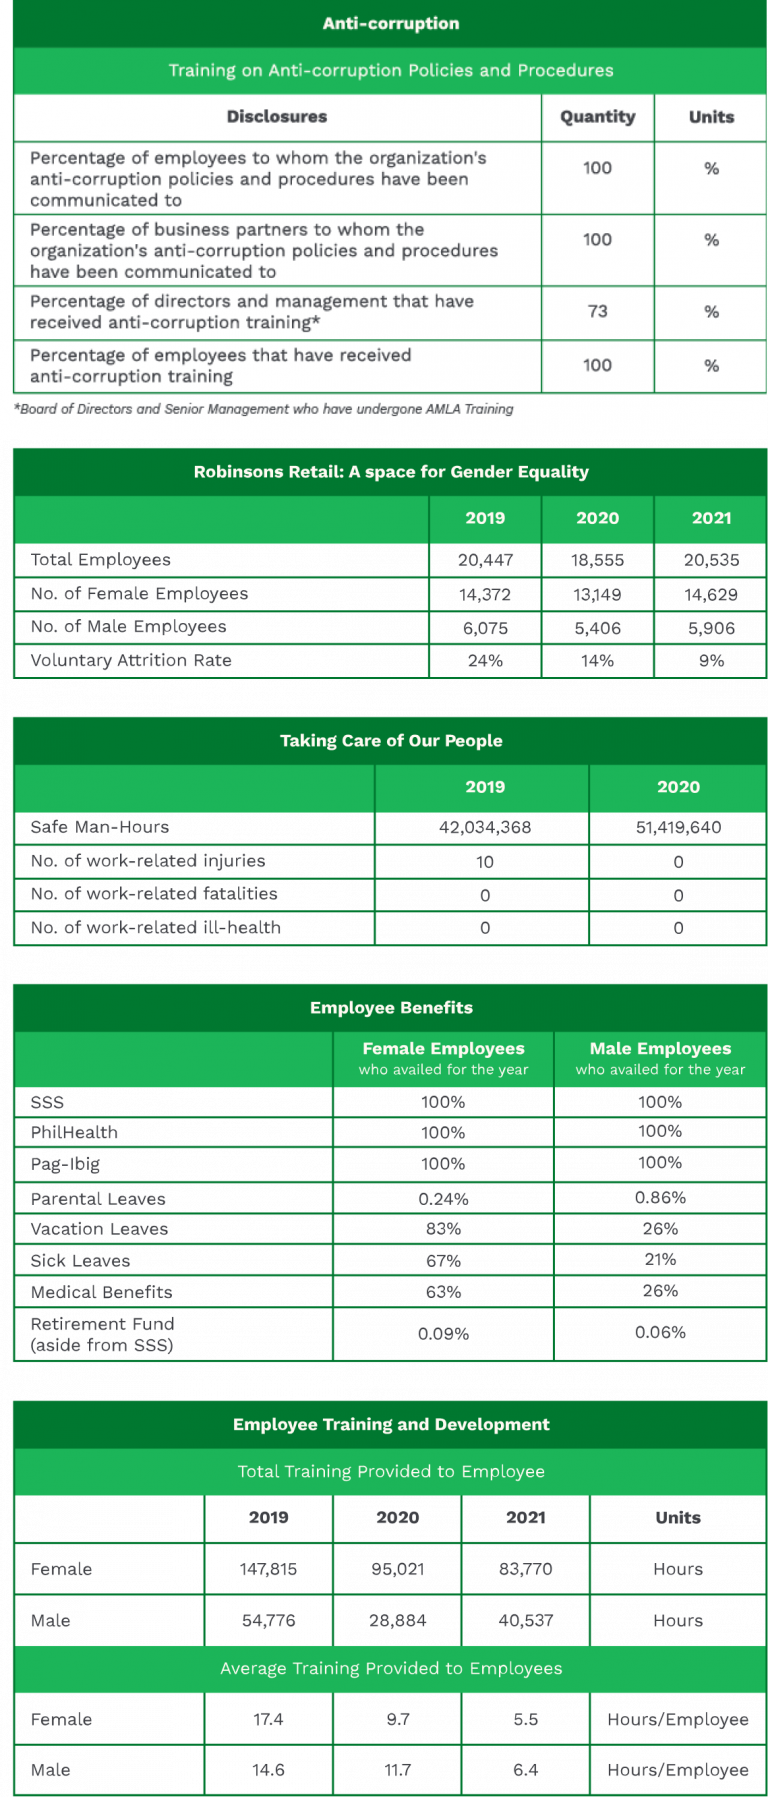 Anti-corruption
Training on Anti-corruption Policies and Procedures
Disclosures Quantity Units
Percentage of employees to whom the organization's
anti-corruption policies and procedures have been
communicated to
100 %
Percentage of business partners to whom the
organization's anti-corruption policies and procedures
have been communicated to
100 %
Percentage of directors and management that have
received anti-corruption training*
73 %
Percentage of employees that have received
anti-corruption training
100 %
*Board of Directors and Senior Management who have undergone AMLA Training
Robinsons Retail: A space for Gender Equality
2019 2020 2021
Total Employees 20,447 18,555 20,535
No. of Female Employees 14,372 13,149 14,629
No. of Male Employees 6,075 5,406 5,906
Voluntary Attrition Rate 24% 14% 9%
Taking Care of Our People
2019 2020
Safe Man-Hours 42,034,368 51,419,640
No. of work-related injuries 10 0
No. of work-related fatalities 0 0
No. of work-related ill-health 0 0
Employee Benefits
Female Employees Male Employees
who availed for the year who availed for the year
SSS 100% 100%
PhilHealth 100% 100%
Pag-Ibig 100% 100%
Parental Leaves 0.24% 0.86%
Vacation Leaves 83% 26%
Sick Leaves 67% 21%
Medical Benefits 63% 26%
Retirement Fund
(aside from SSS)
0.09% 0.06%
Employee Training and Development
Total Training Provided to Employee
2019 2020 2021 Units
Female 147,815 95,021 83,770 Hours
Male 54,776 28,884 40,537 Hours
Average Training Provided to Employees
Female 17.4 9.7 5.5 Hours/Employee
Male 14.6 11.7 6.4 Hours/Employee